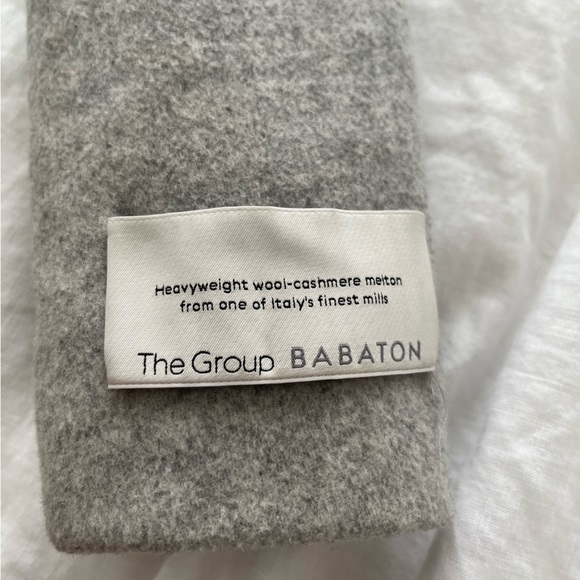 Heavyweight wool-cashmere melton
from one of Italy's finest mills
The Group BABATON